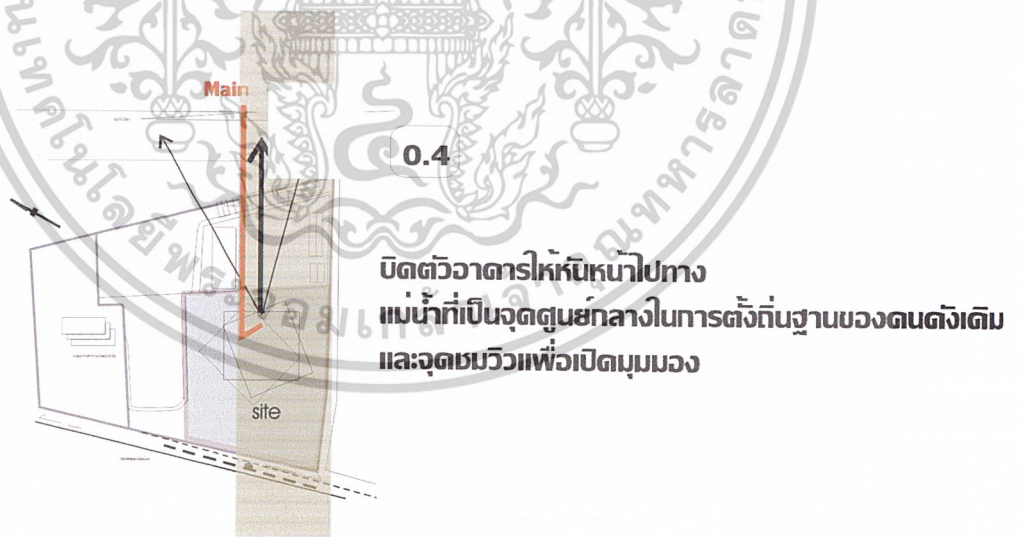 Main
0.4
บิดตัวอาคารให้หันหน้าไปทาง
แม่น้ำที่เป็นจุดศูนย์กลางในการตั้งถิ่นฐานของคนดังเดิม
และจุดชมวิวเพื่อเปิดมุมมอง
site